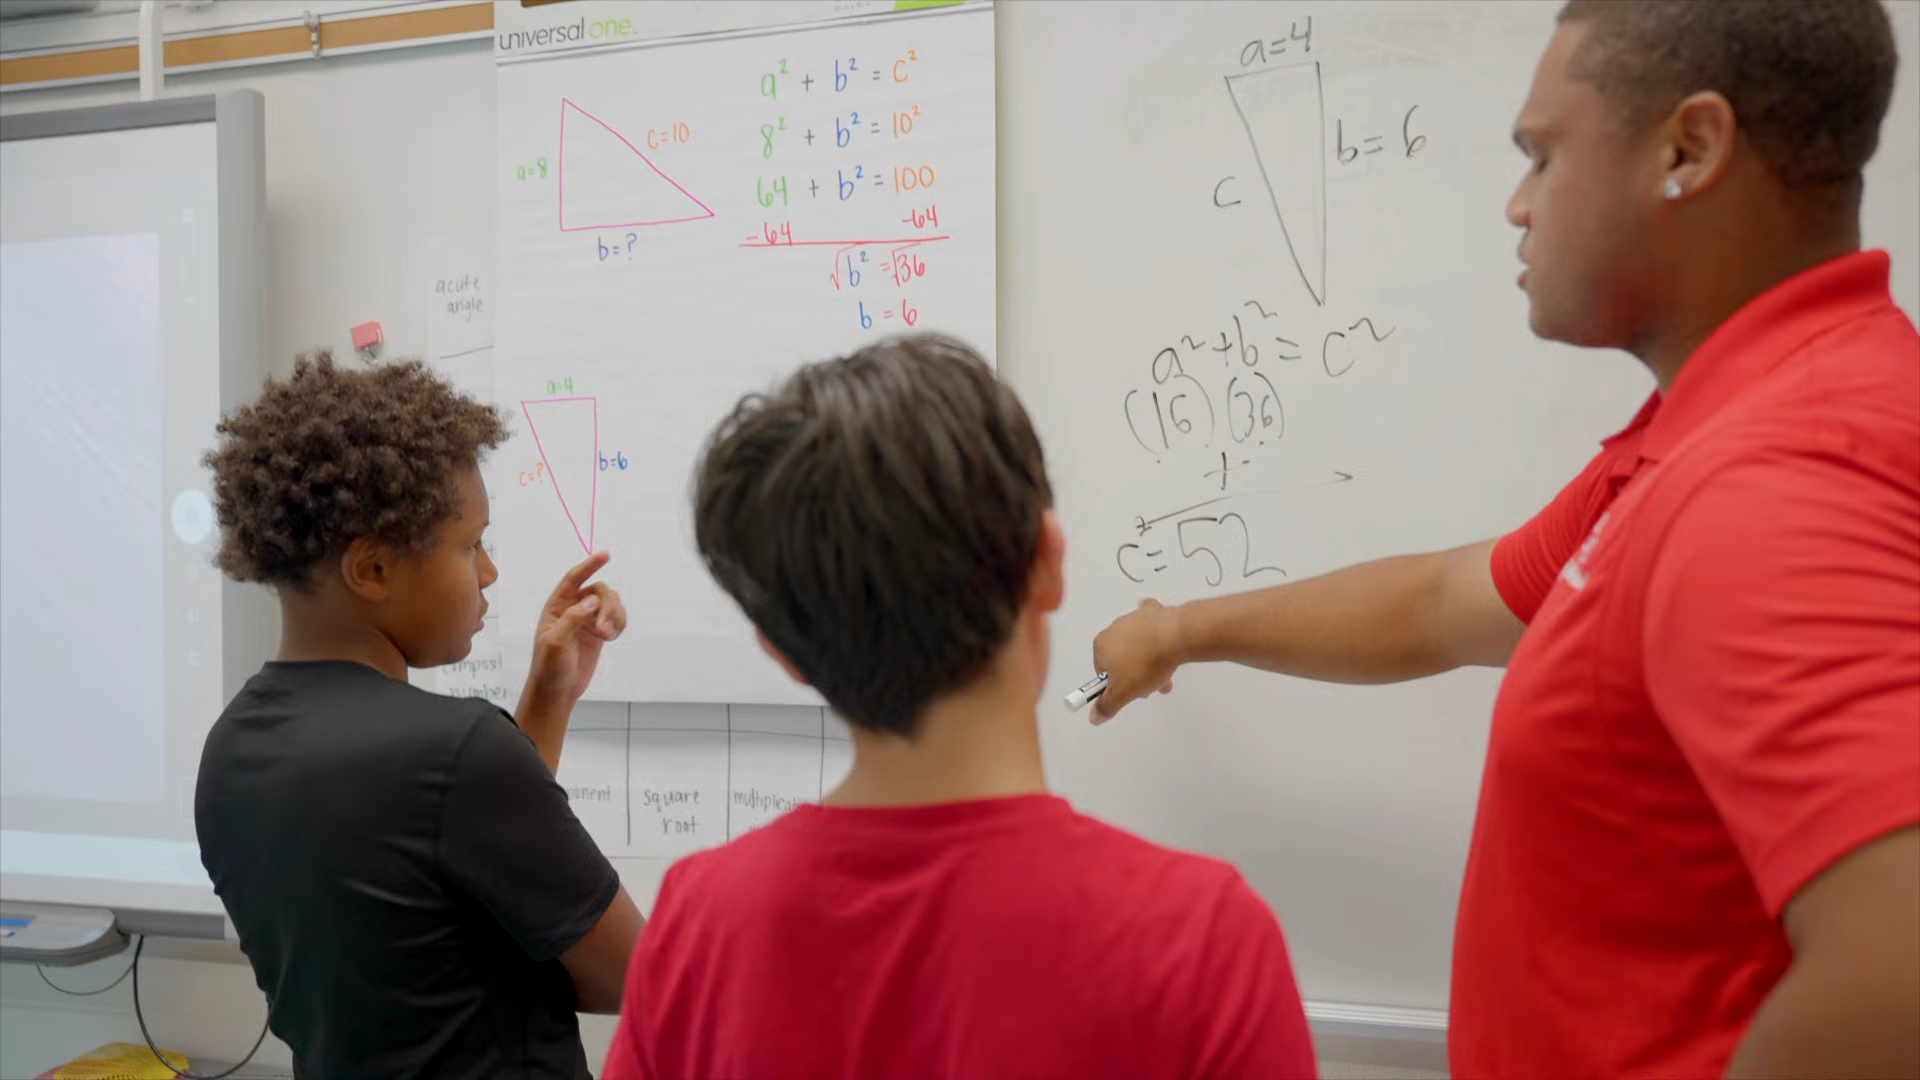 universal one.
a² + b² = c²
8² + b² = 10²
64 + b² = 100
-64 -64
√b² = √36
b = 6
a=8
c=10
b=?
a=4
c=?
b=6
acute
angle
number
square
root
a=4
b=6
c
a²+b²=c²
(16) (36)
+
c²=52